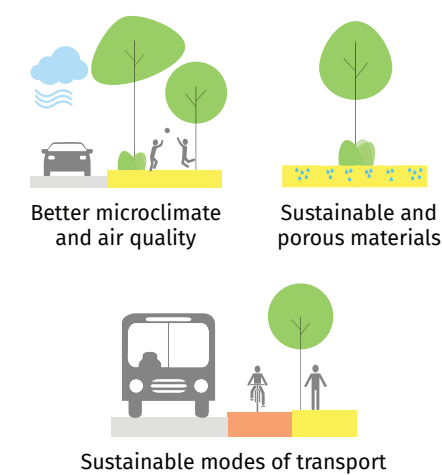 Better microclimate
and air quality
Sustainable and
porous materials
Sustainable modes of transport